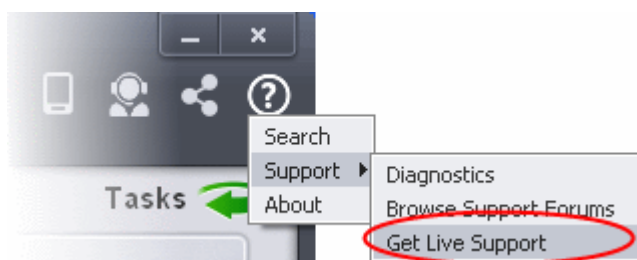 Search
Support
About
Tasks
Diagnostics
Browse Support Forums
Get Live Support